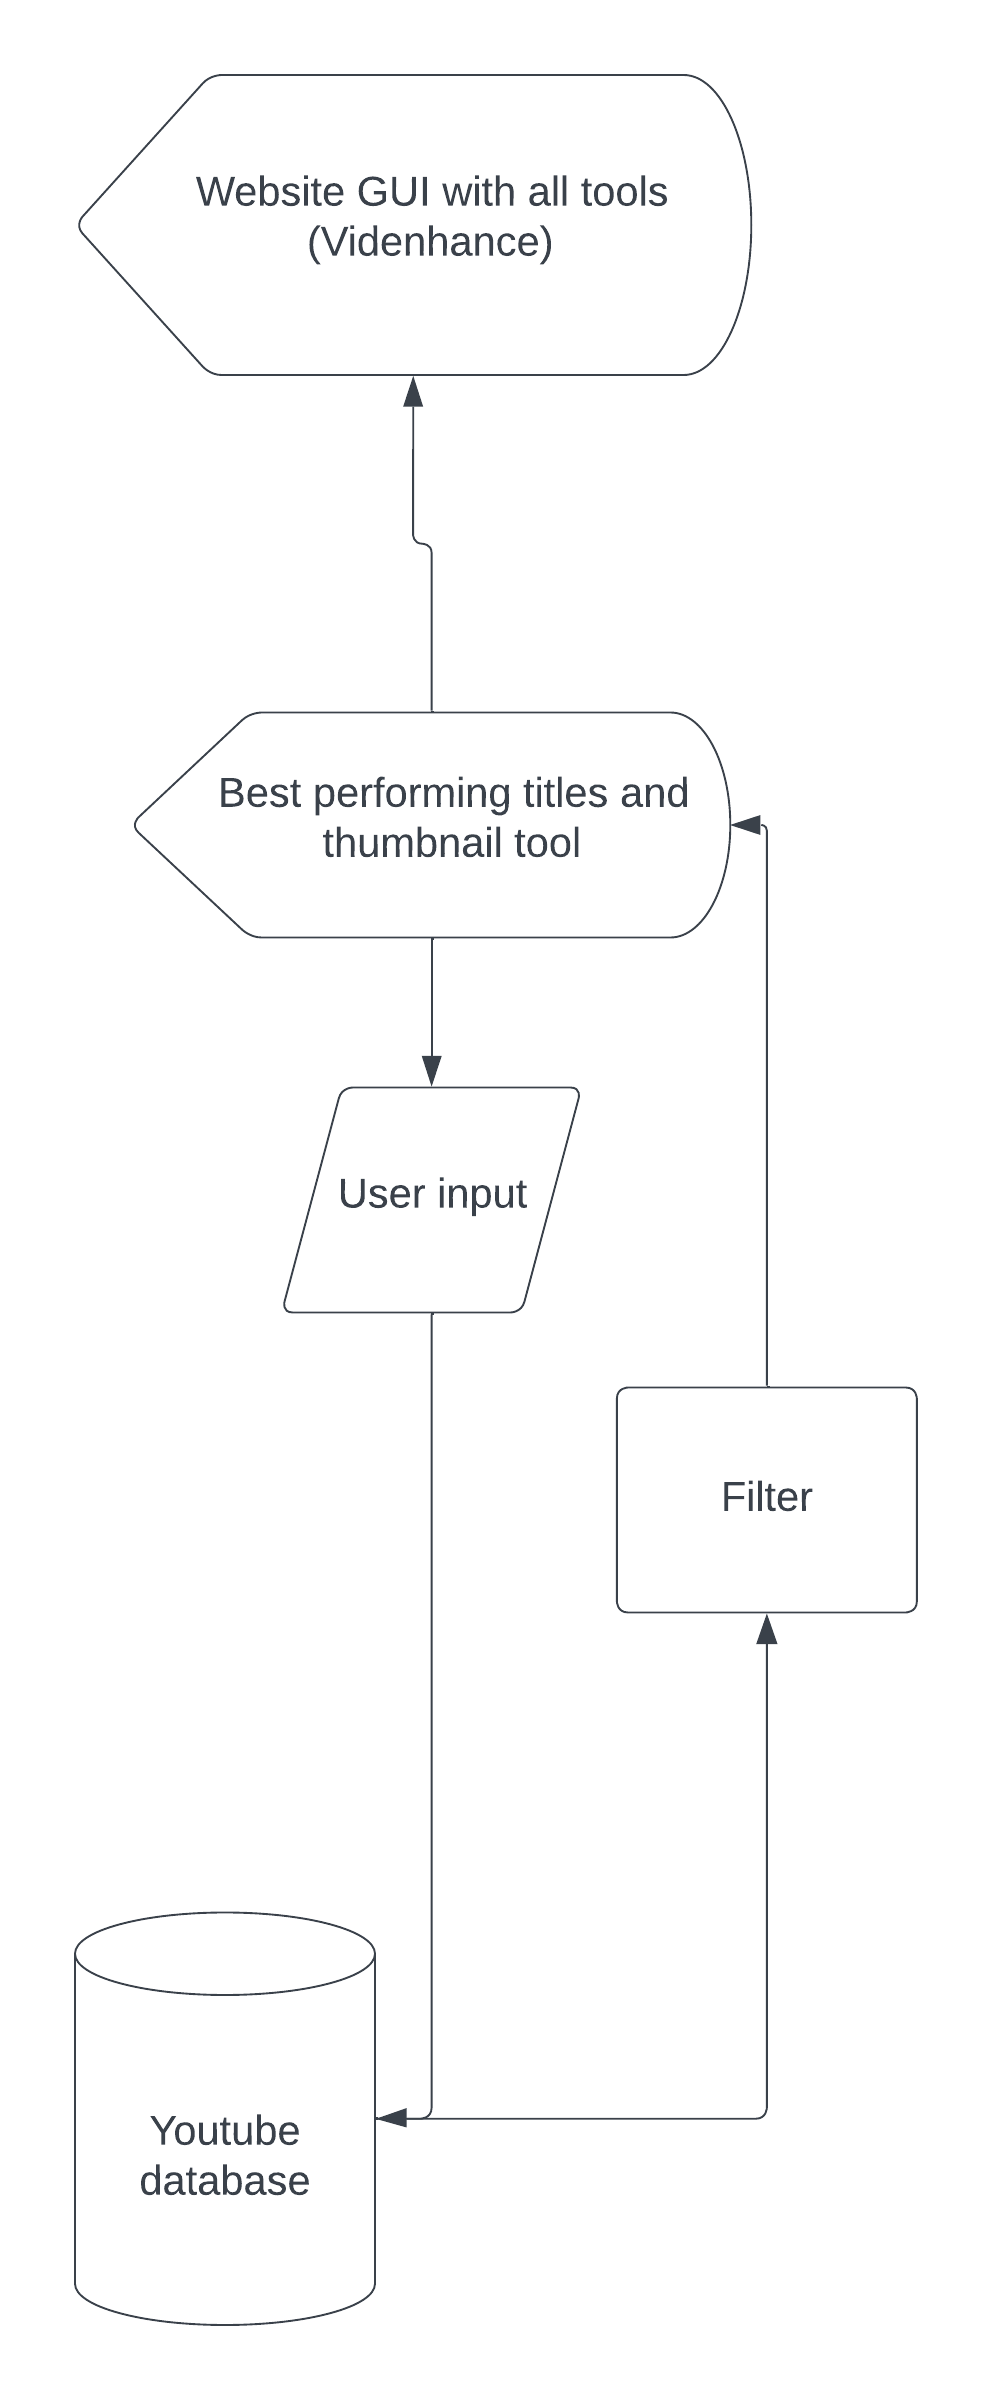 Website GUI with all tools
(Videnhance)
Best performing titles and
thumbnail tool
User input
Filter
Youtube
database